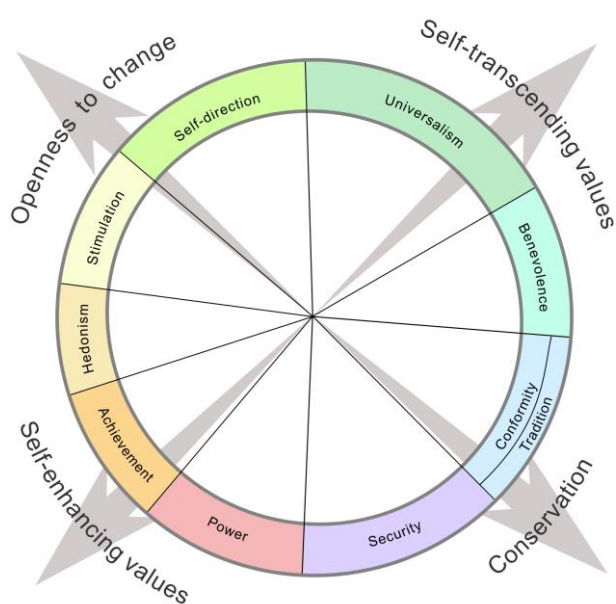 Openness to change
Self-transcending values
Self-direction
Universalism
Stimulation
Benevolence
Hedonism
Conformity
Tradition
Achievement
Power
Security
Self-enhancing values
Conservation